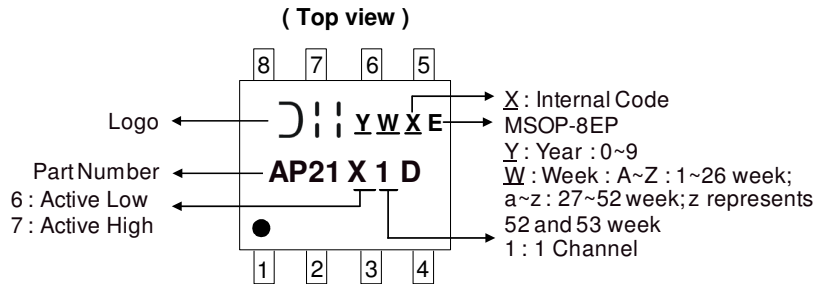 ( Top view )
8 7 6 5
Logo
Y W X E
X : Internal Code
MSOP-8EP
Y : Year : 0~9
W : Week : A~Z : 1~26 week;
a~z : 27~52 week; z represents
52 and 53 week
1 : 1 Channel
Part Number
AP21 X 1 D
6 : Active Low
7 : Active High
1 2 3 4